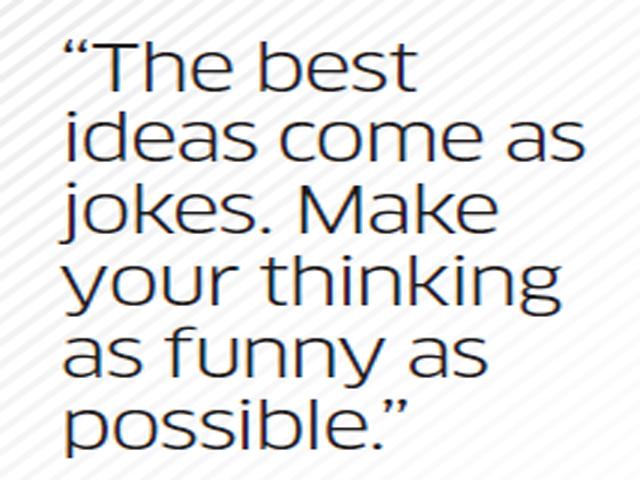 “The best
ideas come as
jokes. Make
your thinking
as funny as
possible.”